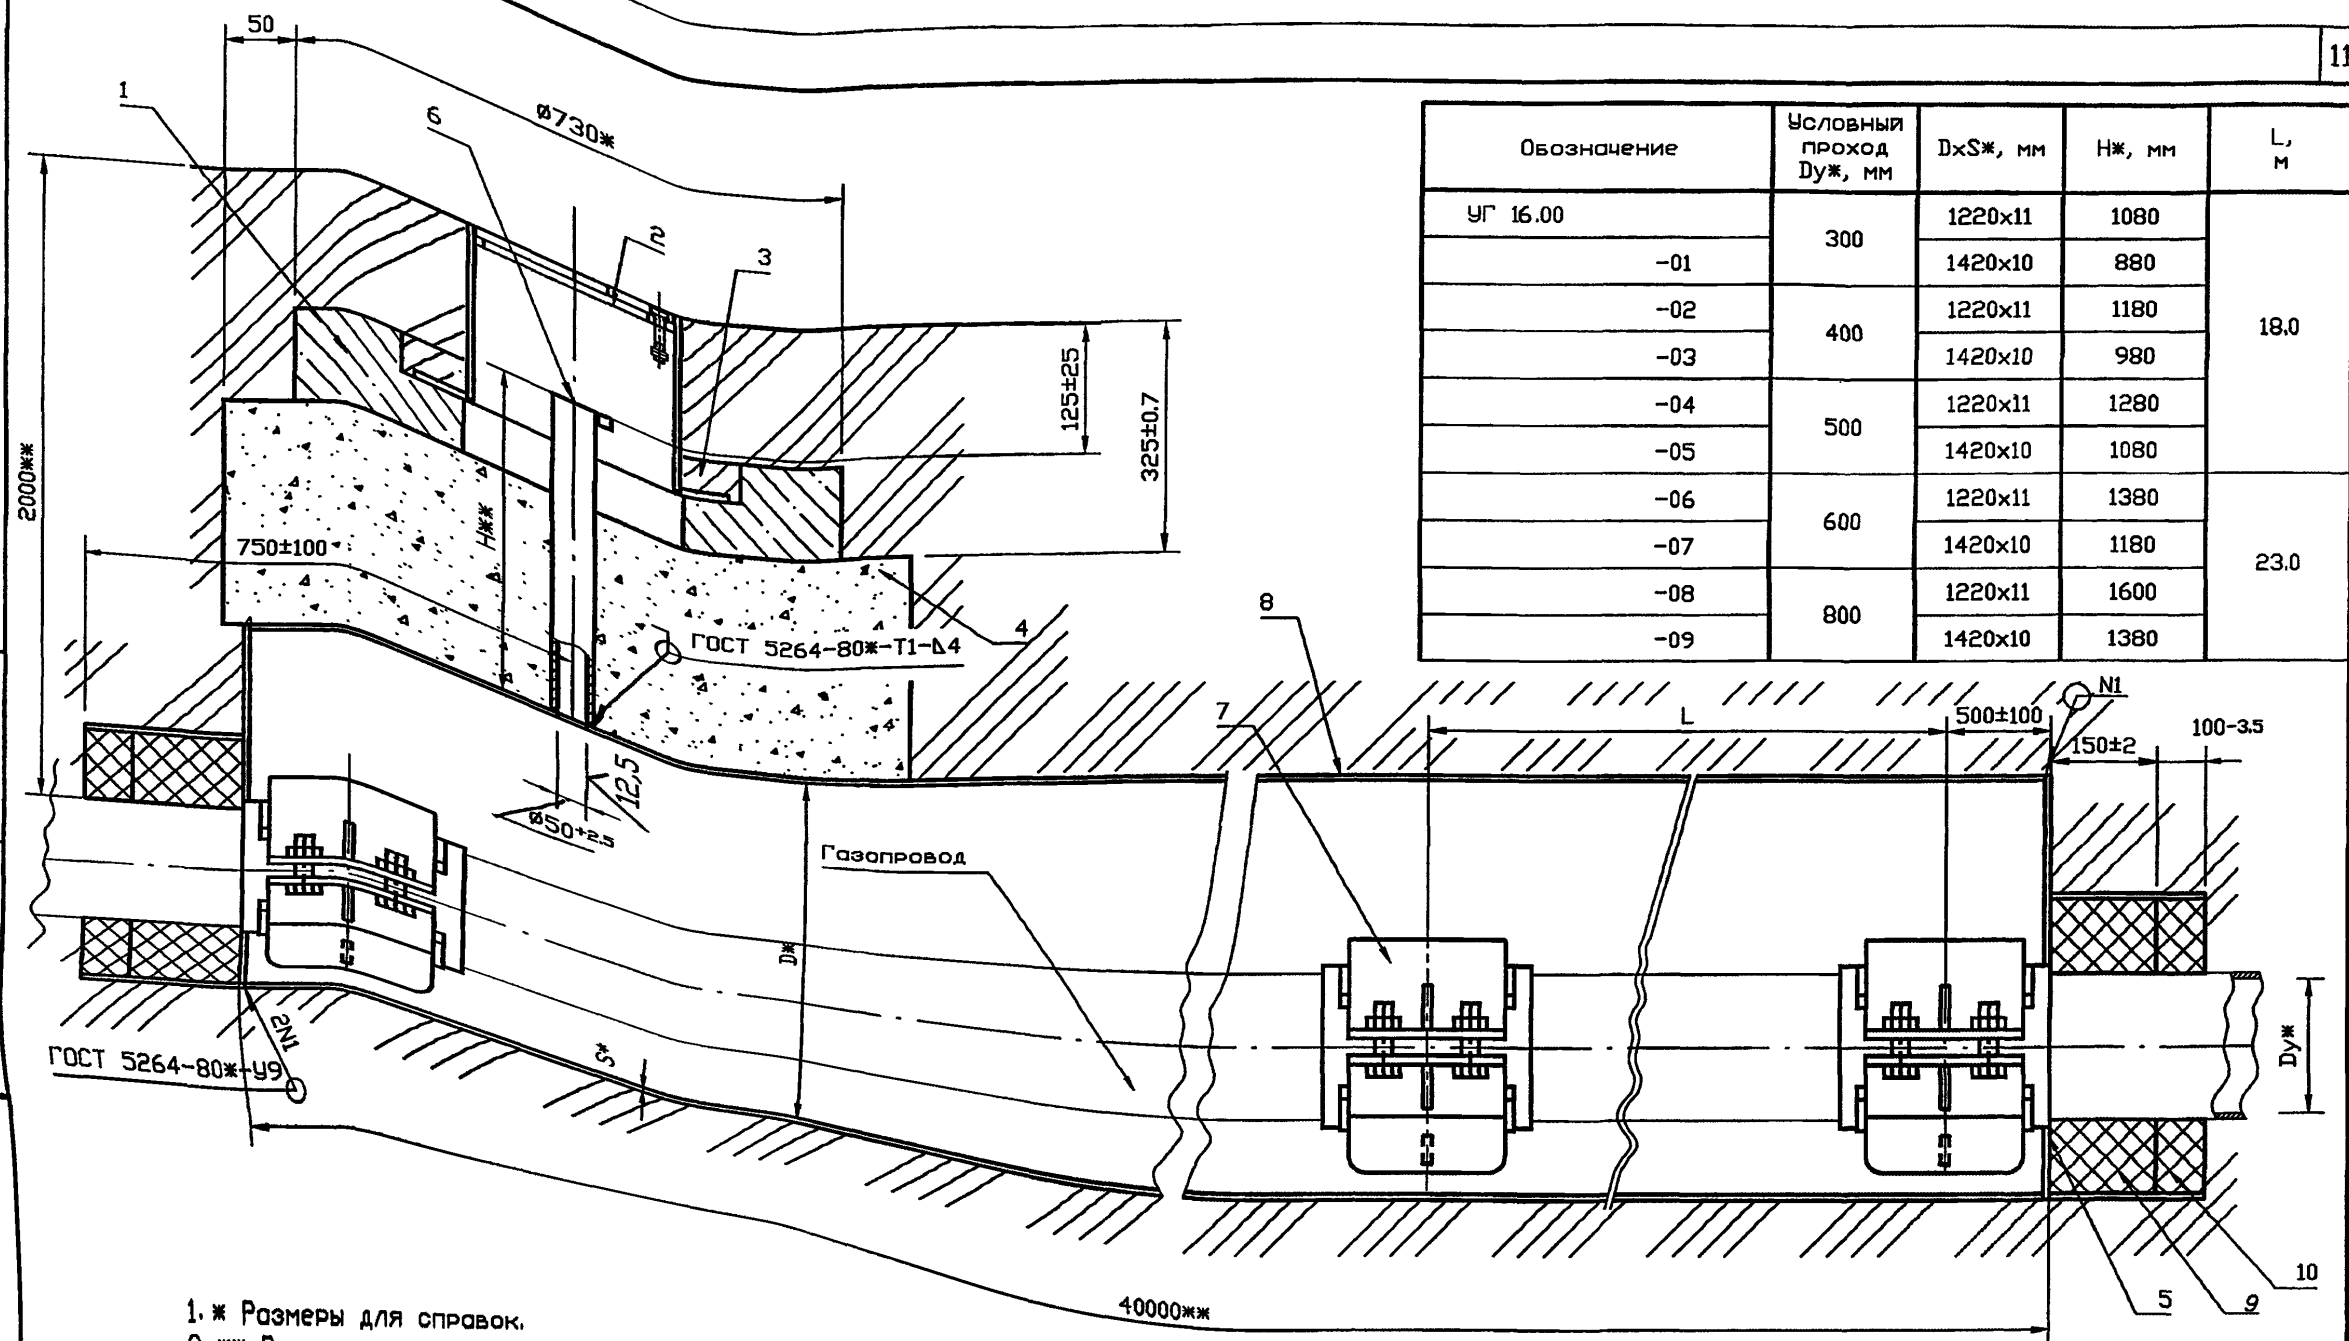 11
50
1
6
Ø730ж
2
3
125±25
325±0.7
2000жж
Hжж
750±100
4
ГОСТ 5264-80ж-Т1-Δ4
12,5
Ø50+2.5
Газопровод
Dж
Sж
2N1
ГОСТ 5264-80ж-У9
8
7
L
500±100
N1
150±2
100-3.5
Dуж
5
9
10
40000жж
Обозначение
Условный проход Dуж, мм
DxSж, мм
Hж, мм
L, м
УГ 16.00 300 1220x11 1080 18.0
-01 1420x10 880
-02 400 1220x11 1180
-03 1420x10 980
-04 500 1220x11 1280
-05 1420x10 1080
-06 600 1220x11 1380 23.0
-07 1420x10 1180
-08 800 1220x11 1600
-09 1420x10 1380
1. ж Размеры для справок.